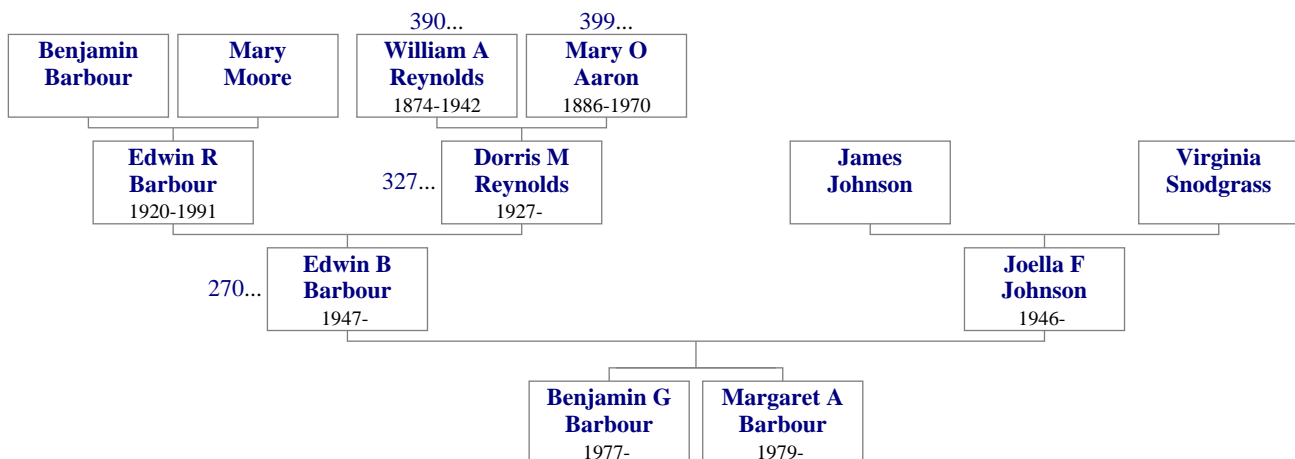 390...
399...
Benjamin
Barbour
Mary
Moore
William A
Reynolds
1874-1942
Mary O
Aaron
1886-1970
Edwin R
Barbour
1920-1991
327...
Dorris M
Reynolds
1927-
James
Johnson
Virginia
Snodgrass
270...
Edwin B
Barbour
1947-
Joella F
Johnson
1946-
Benjamin G
Barbour
1977-
Margaret A
Barbour
1979-